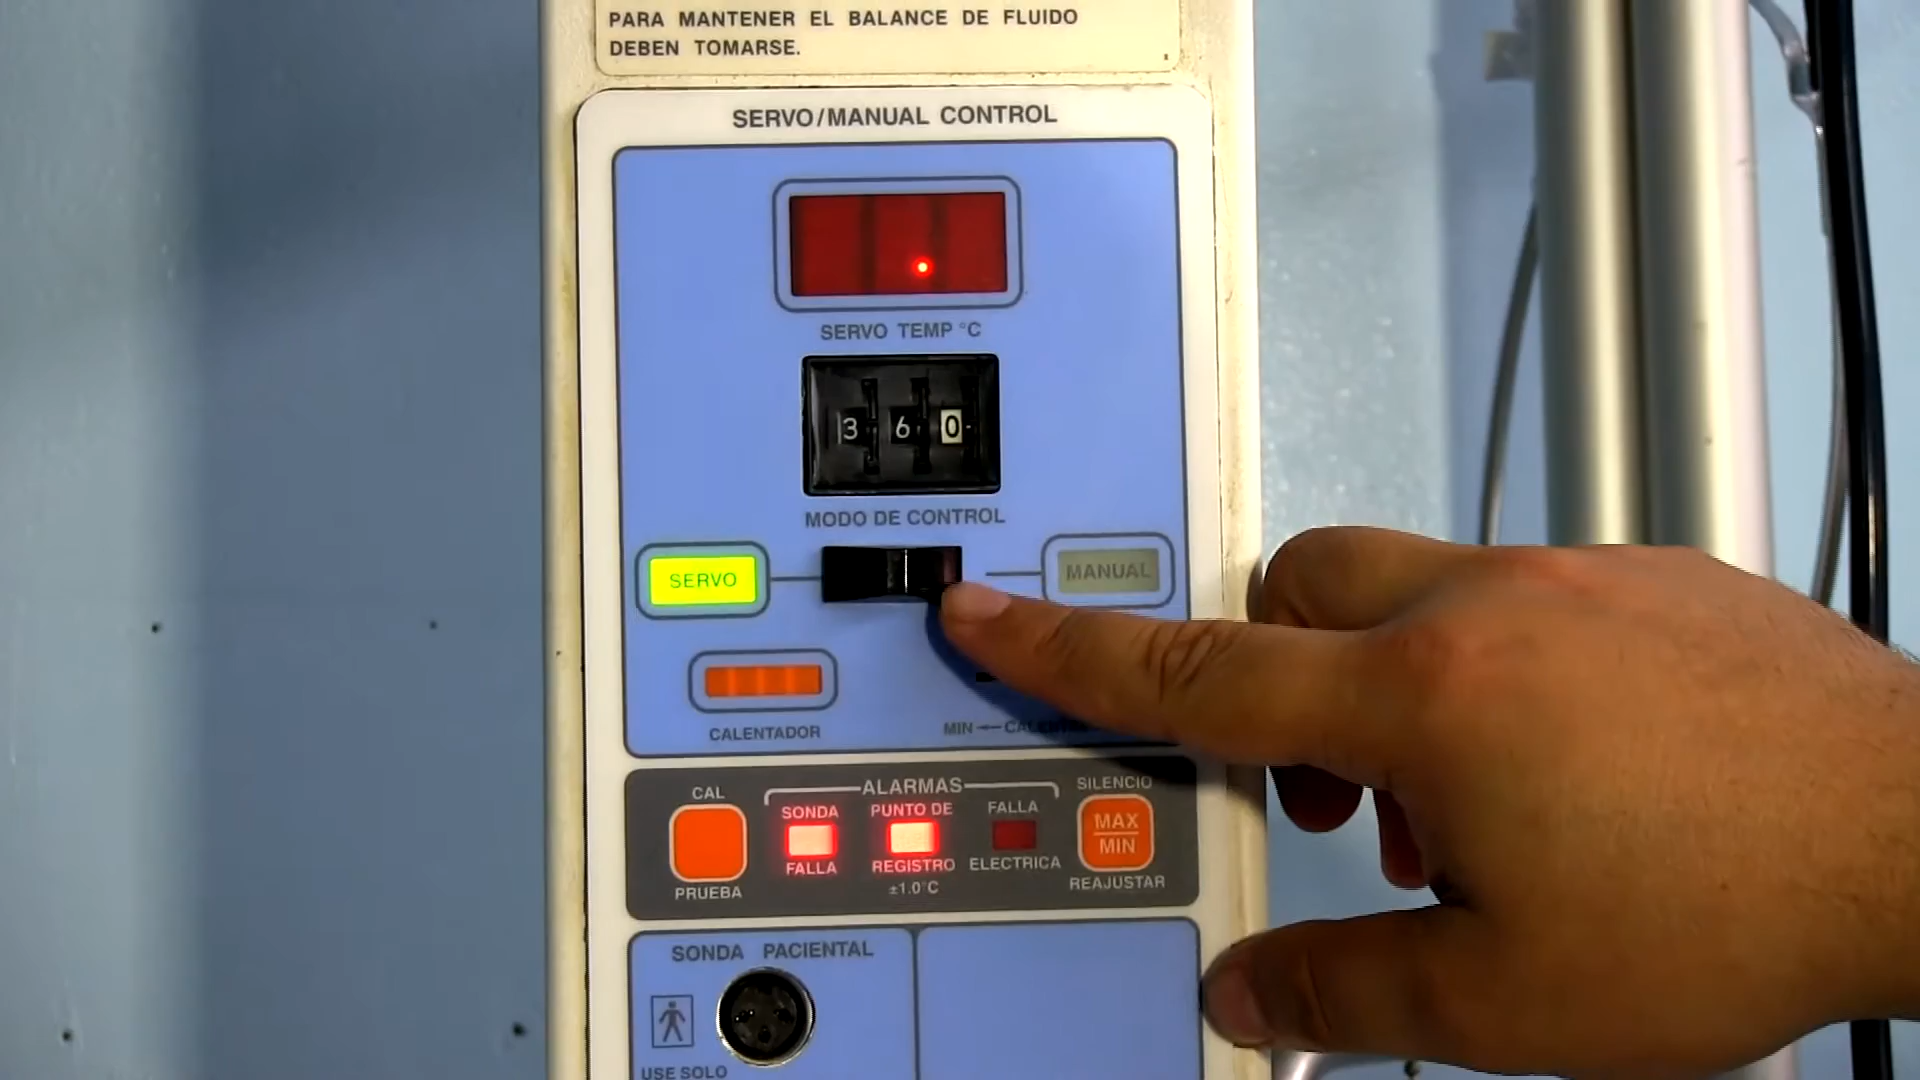 PARA MANTENER EL BALANCE DE FLUIDO
DEBEN TOMARSE.
SERVO/MANUAL CONTROL
SERVO TEMP °C
3 6 0
MODO DE CONTROL
SERVO
MANUAL
CALENTADOR
MIN
CAL
ALARMAS
SILENCIO
SONDA
PUNTO DE
FALLA
MAX
MIN
FALLA
REGISTRO
ELECTRICA
PRUEBA
±1.0°C
REAJUSTAR
SONDA PACIENTAL
USE SOLO